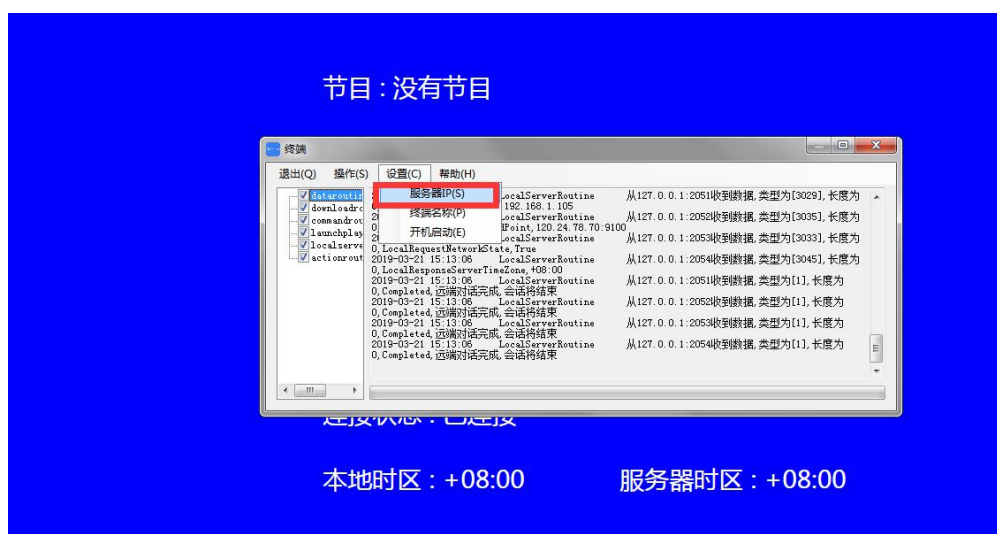 节目:没有节目
终端
退出(Q) 操作(S) 设置(C) 帮助(H)
服务器IP(S)
终端名称(P)
开机启动(E)
datarouti
downloadrc
commandrou
launchplay
localserve
actionrout
LocalServerRoutine 从127.0.0.1:2051收到数据,类型为[3029],长度为
192.168.1.105
LocalServerRoutine 从127.0.0.1:2052收到数据,类型为[3035],长度为
Point,120.24.78.70:9100
LocalServerRoutine 从127.0.0.1:2053收到数据,类型为[3033],长度为
0,LocalRequestNetworkState,True
2019-03-21 15:13:06 LocalServerRoutine 从127.0.0.1:2054收到数据,类型为[3045],长度为
0,LocalResponseServerTimeZone,+08:00
2019-03-21 15:13:06 LocalServerRoutine 从127.0.0.1:2051收到数据,类型为[1],长度为
0,Completed,远端对话完成,会话将结束
2019-03-21 15:13:06 LocalServerRoutine 从127.0.0.1:2052收到数据,类型为[1],长度为
0,Completed,远端对话完成,会话将结束
2019-03-21 15:13:06 LocalServerRoutine 从127.0.0.1:2053收到数据,类型为[1],长度为
0,Completed,远端对话完成,会话将结束
2019-03-21 15:13:06 LocalServerRoutine 从127.0.0.1:2054收到数据,类型为[1],长度为
0,Completed,远端对话完成,会话将结束
连接状态:已连接
本地时区:+08:00 服务器时区:+08:00